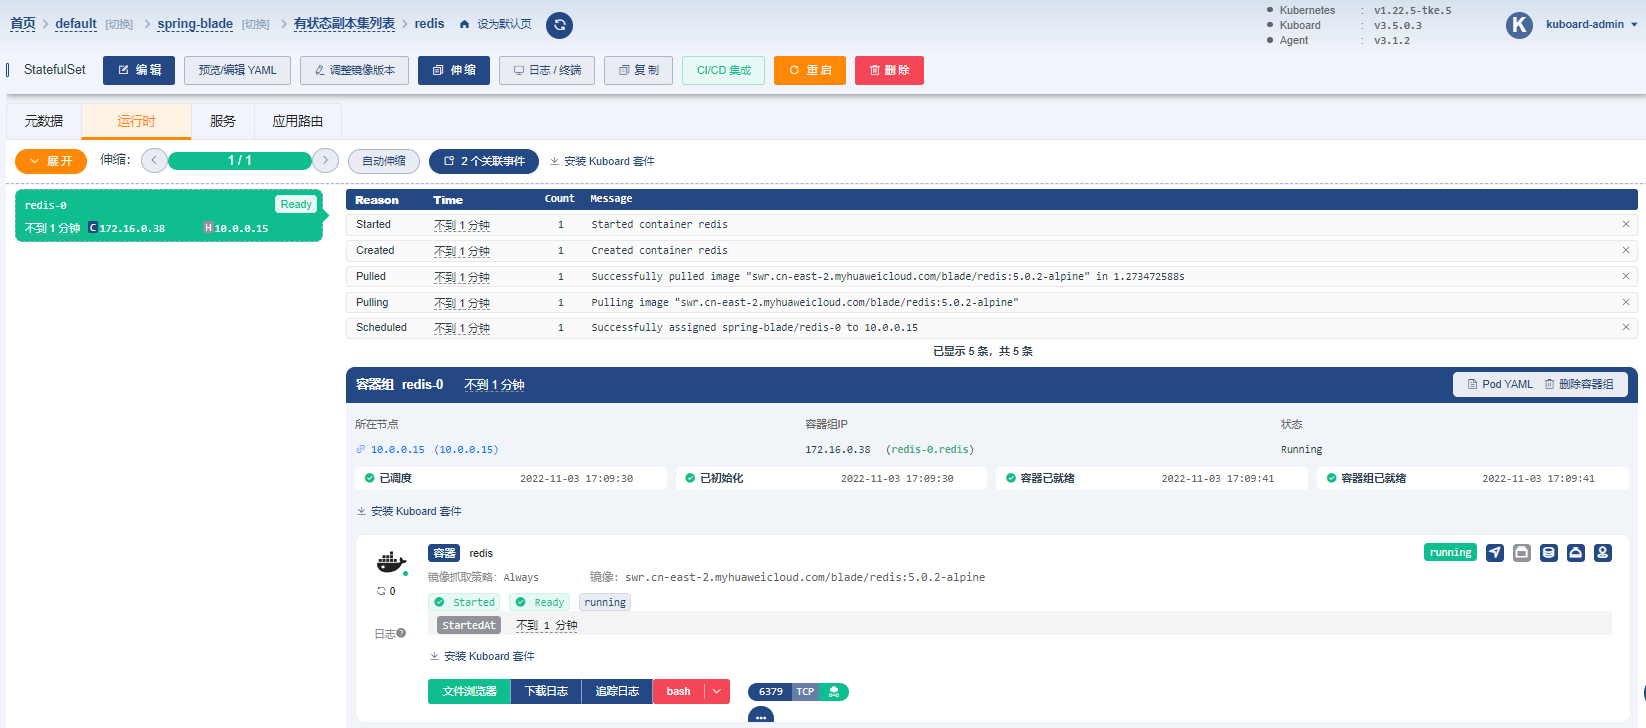 首页 > default [切换] > spring-blade [切换] > 有状态副本集列表 > redis 设为默认页
Kubernetes : v1.22.5-tke.5
Kuboard : v3.5.0.3
Agent : v3.1.2
K kuboard-admin
StatefulSet 编 辑 预览/编辑 YAML 调整镜像版本 伸 缩 日志 / 终端 复 制 CI/CD 集成 重 启 删 除
元数据 运行时 服务 应用路由
展 开 伸缩: < 1 / 1 > 自动伸缩 2 个关联事件 安装 Kuboard 套件
redis-0 Ready
不到 1 分钟 C 172.16.0.38 H 10.0.0.15
Reason Time Count Message
Started 不到 1 分钟 1 Started container redis ×
Created 不到 1 分钟 1 Created container redis ×
Pulled 不到 1 分钟 1 Successfully pulled image "swr.cn-east-2.myhuaweicloud.com/blade/redis:5.0.2-alpine" in 1.273472588s ×
Pulling 不到 1 分钟 1 Pulling image "swr.cn-east-2.myhuaweicloud.com/blade/redis:5.0.2-alpine" ×
Scheduled 不到 1 分钟 1 Successfully assigned spring-blade/redis-0 to 10.0.0.15 ×
已显示 5 条，共 5 条
容器组 redis-0 不到 1 分钟 Pod YAML 删除容器组
所在节点 容器组IP 状态
10.0.0.15 (10.0.0.15) 172.16.0.38 (redis-0.redis) Running
已调度 2022-11-03 17:09:30 已初始化 2022-11-03 17:09:30 容器已就绪 2022-11-03 17:09:41 容器组已就绪 2022-11-03 17:09:41
安装 Kuboard 套件
容器 redis running
镜像抓取策略: Always 镜像: swr.cn-east-2.myhuaweicloud.com/blade/redis:5.0.2-alpine
0
Started Ready running
StartedAt 不到 1 分钟
日志
安装 Kuboard 套件
文件浏览器 下载日志 追踪日志 bash 6379 TCP